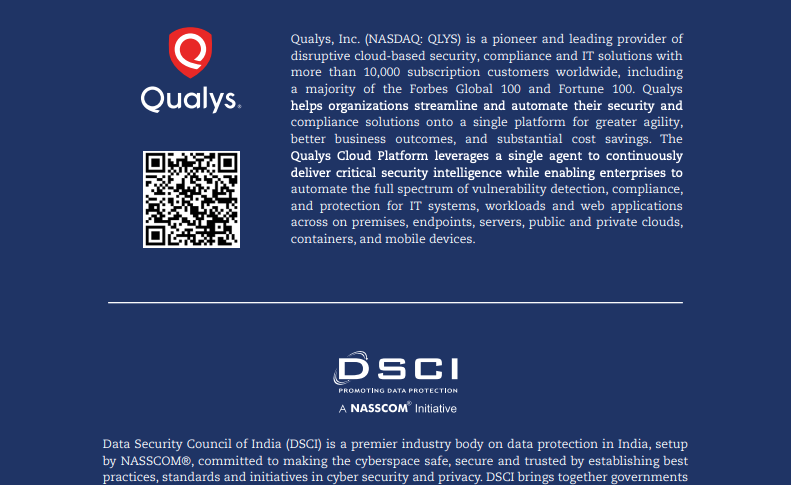 Qualys®
Qualys, Inc. (NASDAQ: QLYS) is a pioneer and leading provider of
disruptive cloud-based security, compliance and IT solutions with
more than 10,000 subscription customers worldwide, including
a majority of the Forbes Global 100 and Fortune 100. Qualys
helps organizations streamline and automate their security and
compliance solutions onto a single platform for greater agility,
better business outcomes, and substantial cost savings. The
Qualys Cloud Platform leverages a single agent to continuously
deliver critical security intelligence while enabling enterprises to
automate the full spectrum of vulnerability detection, compliance,
and protection for IT systems, workloads and web applications
across on premises, endpoints, servers, public and private clouds,
containers, and mobile devices.
DSCI
PROMOTING DATA PROTECTION
A NASSCOM® Initiative
Data Security Council of India (DSCI) is a premier industry body on data protection in India, setup
by NASSCOM®, committed to making the cyberspace safe, secure and trusted by establishing best
practices, standards and initiatives in cyber security and privacy. DSCI brings together governments